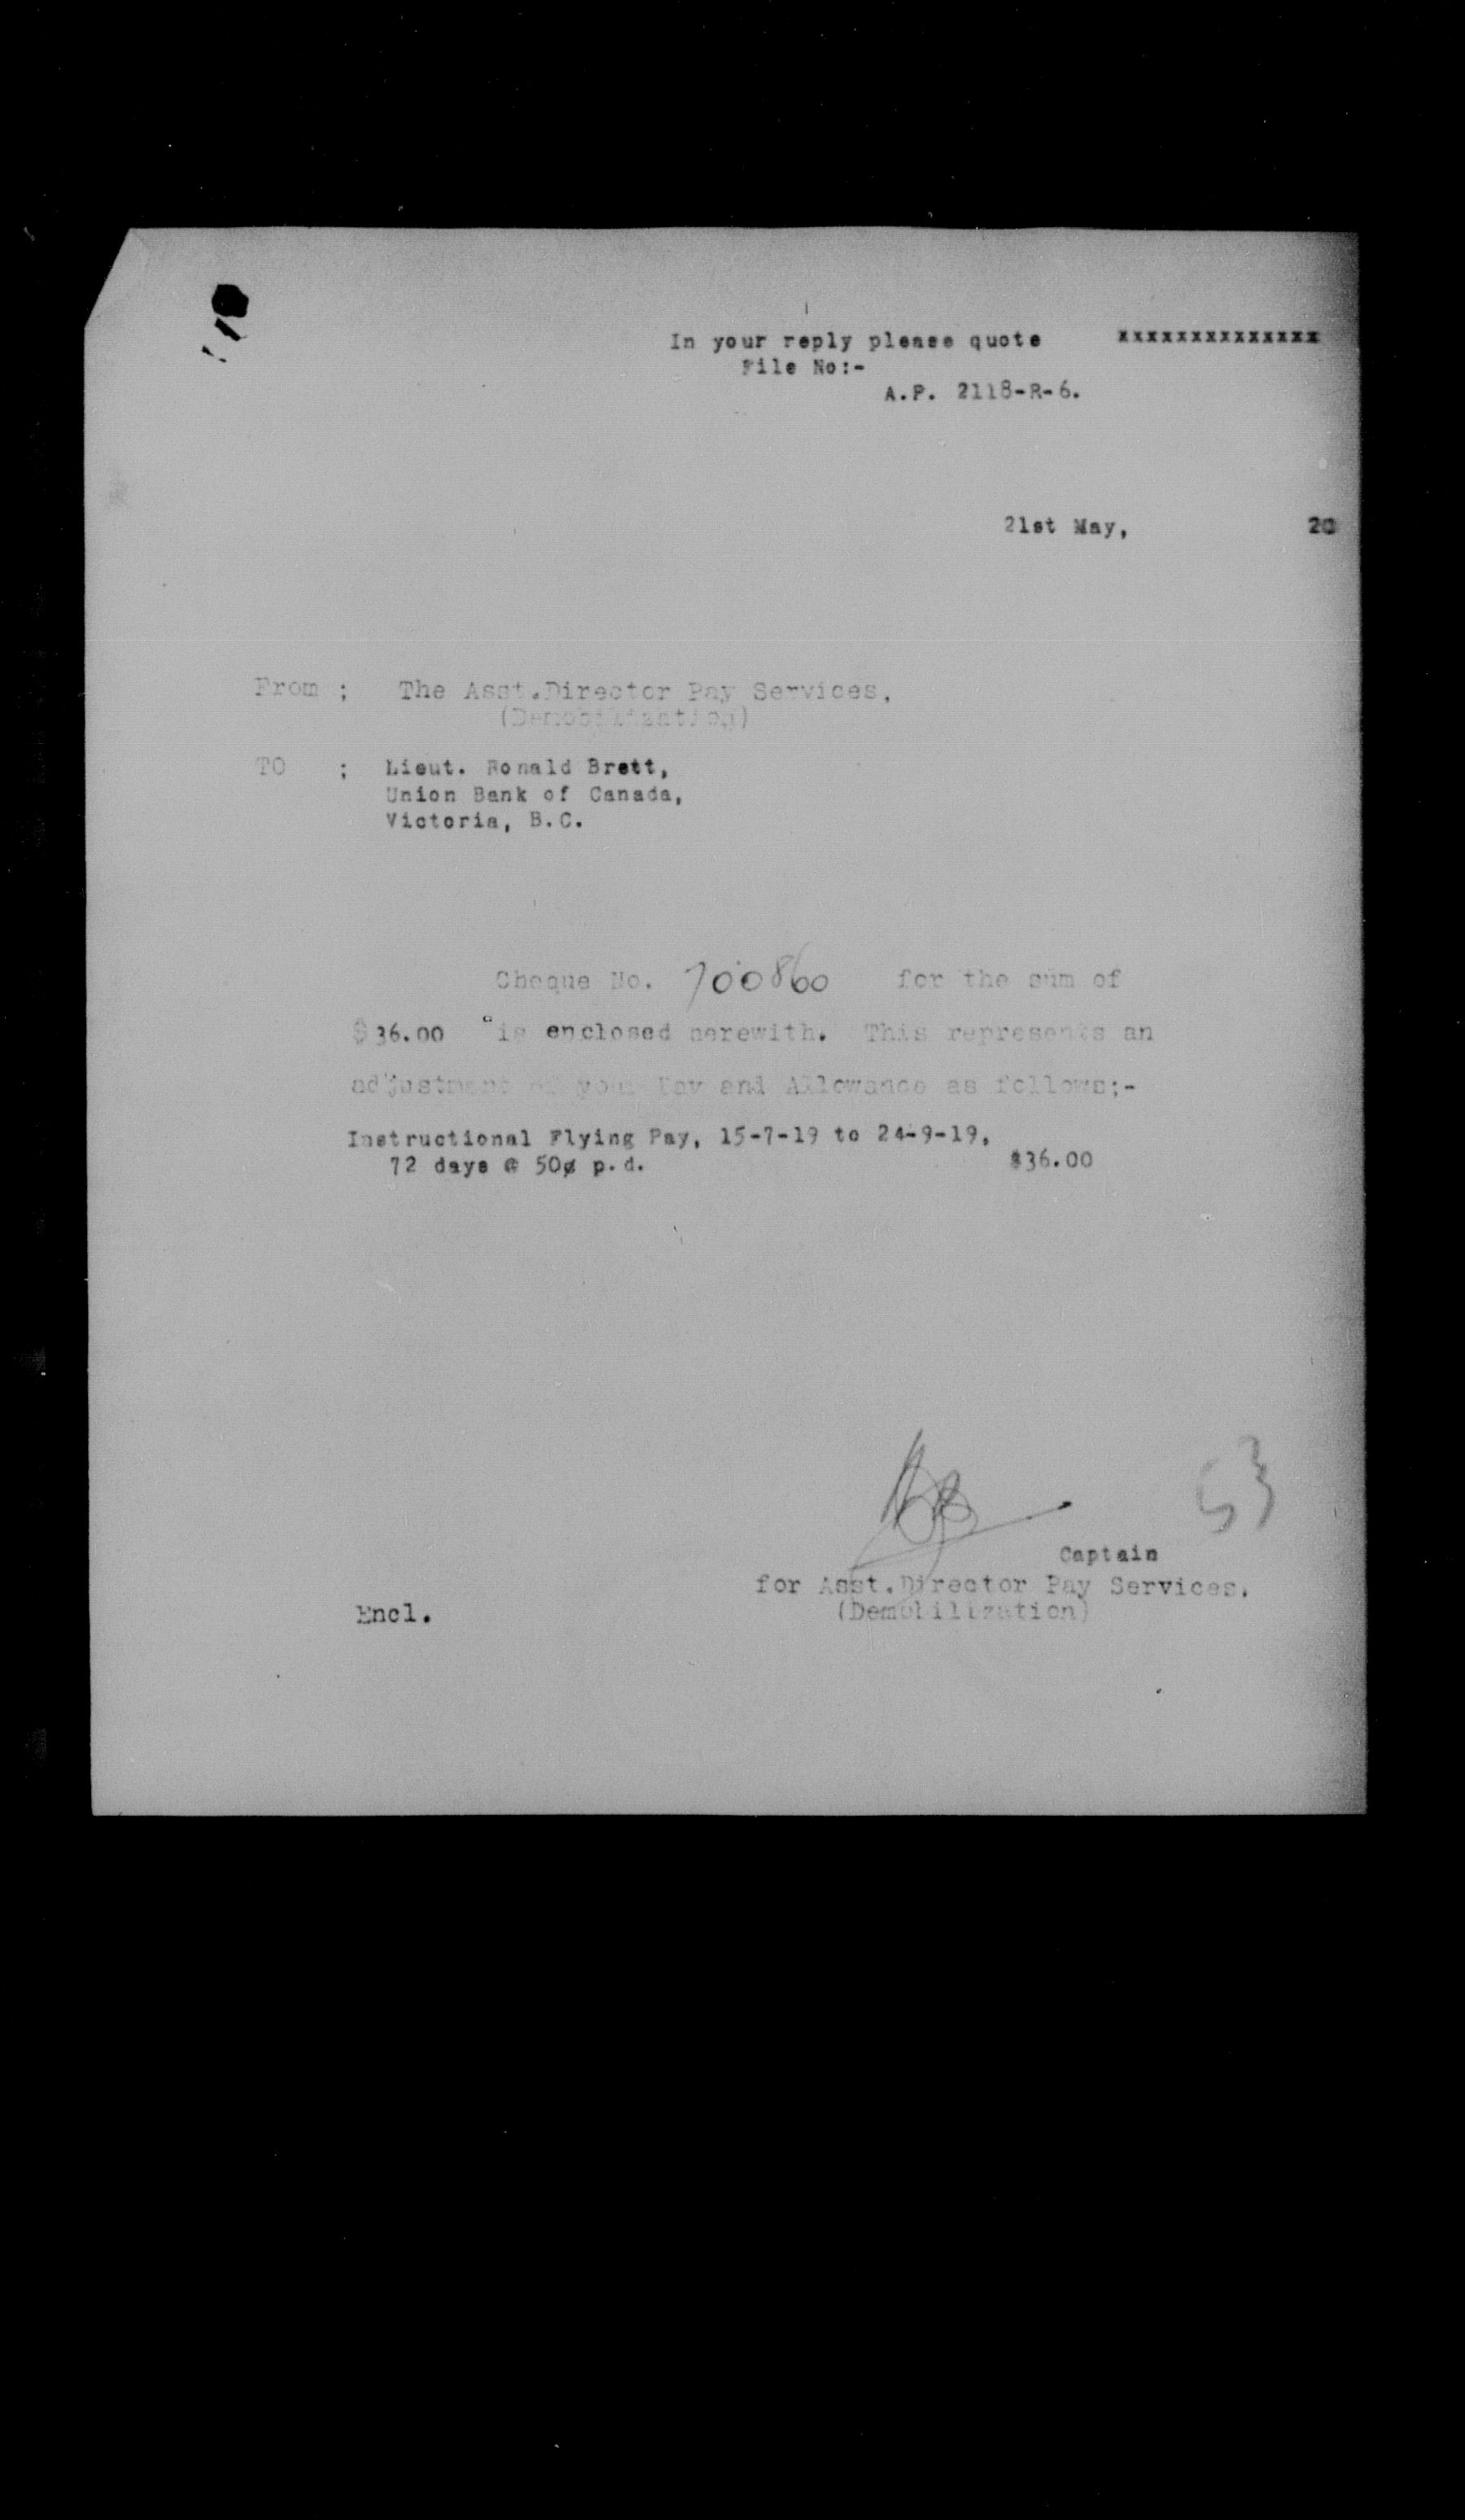 In your reply please quote xxxxxxxxxxxxxx
File No:-
A.P. 2118-R-6.
21st May, 20
From ; The Asst.Director Pay Services,
(Demobilization)
TO ; Lieut. Ronald Brett,
Union Bank of Canada,
Victoria, B.C.
Cheque No. 700860 for the sum of
$36.00 is enclosed herewith. This represents an
adjustment of your Pay and Allowance as follows;-
Instructional Flying Pay, 15-7-19 to 24-9-19,
72 days @ 50¢ p.d. $36.00
53
Captain
for Asst.Director Pay Services.
(Demobilization)
Encl.